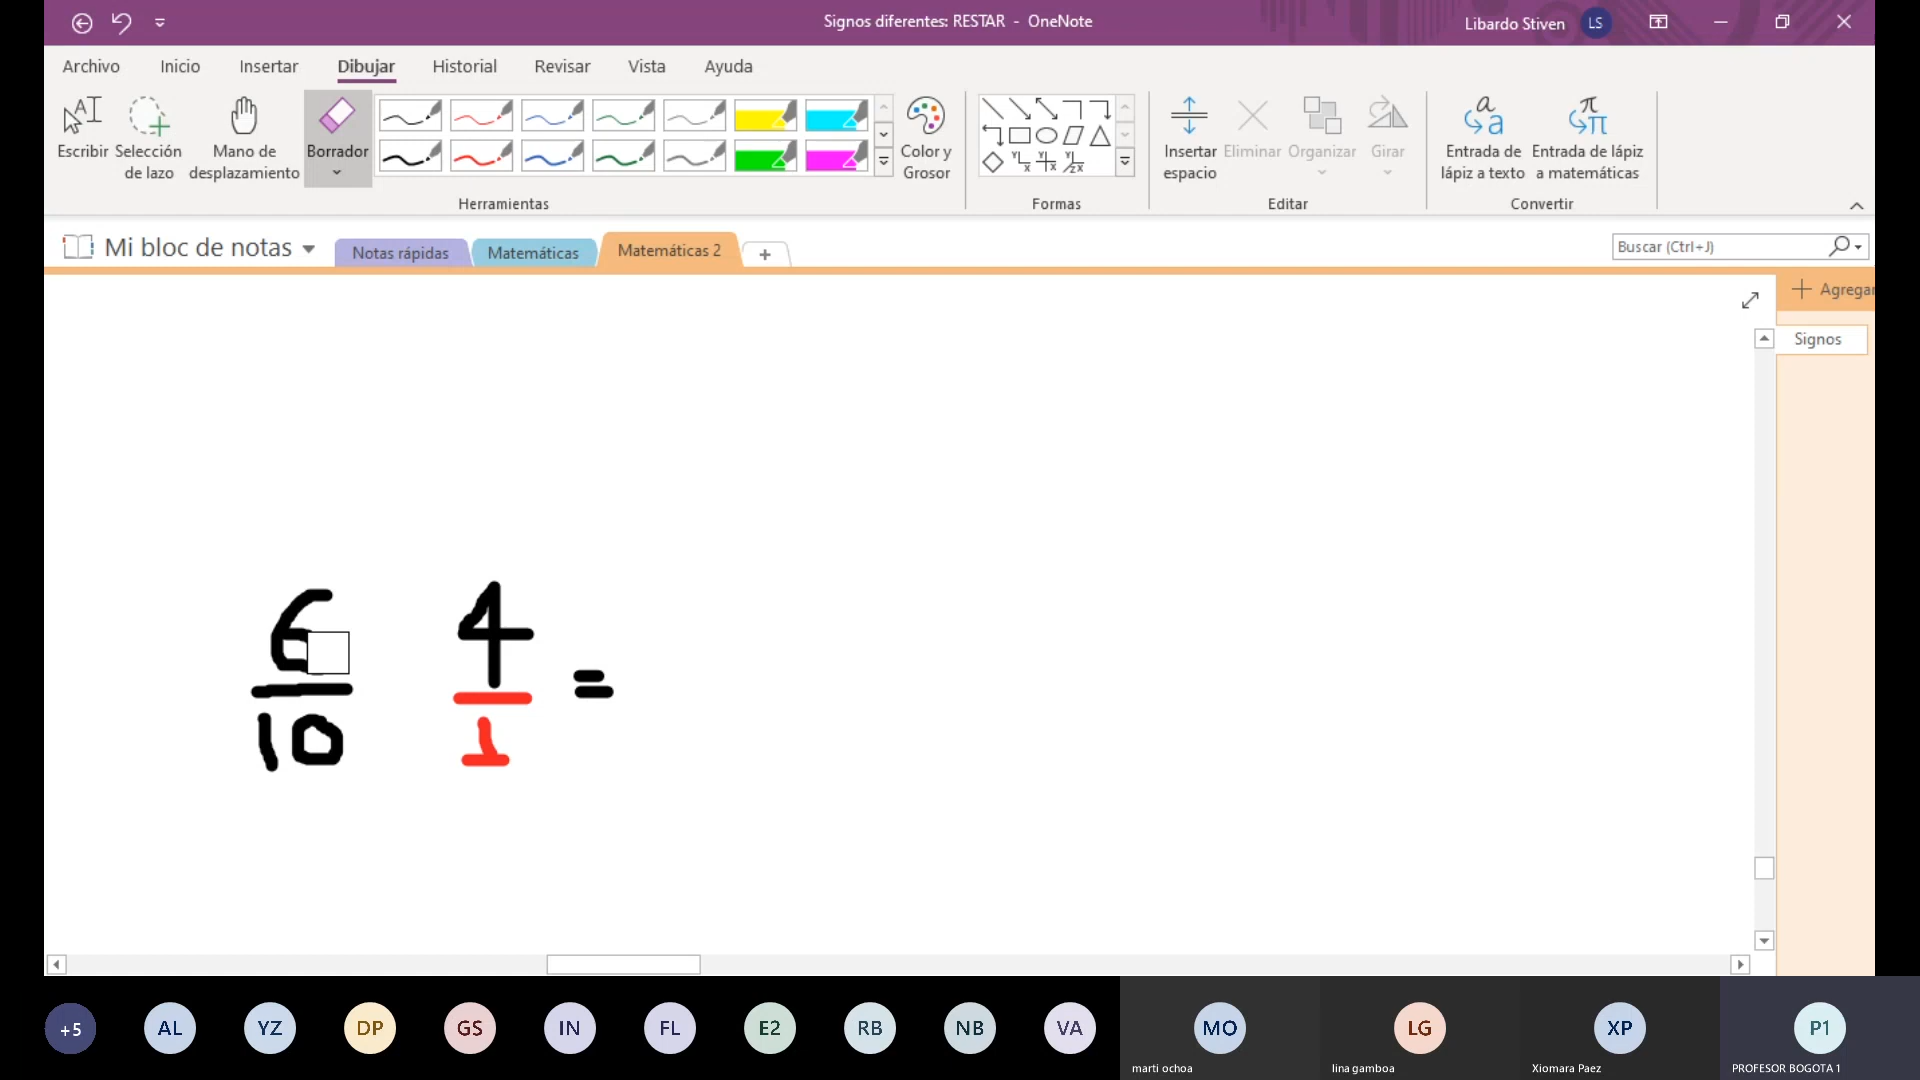 Signos diferentes: RESTAR - OneNote
Libardo Stiven LS
Archivo Inicio Insertar Dibujar Historial Revisar Vista Ayuda
Escribir
Selección de lazo
Mano de desplazamiento
Borrador
Color y Grosor
Insertar espacio
Eliminar
Organizar
Girar
Entrada de lápiz a texto
Entrada de lápiz a matemáticas
Herramientas Formas Editar Convertir
Mi bloc de notas Notas rápidas Matemáticas Matemáticas 2
Buscar (Ctrl+J)
Agregar
Signos
6 4 =
10 1
+5 AL YZ DP GS IN FL E2 RB NB VA MO LG XP P1
marti ochoa lina gamboa Xiomara Paez PROFESOR BOGOTA 1